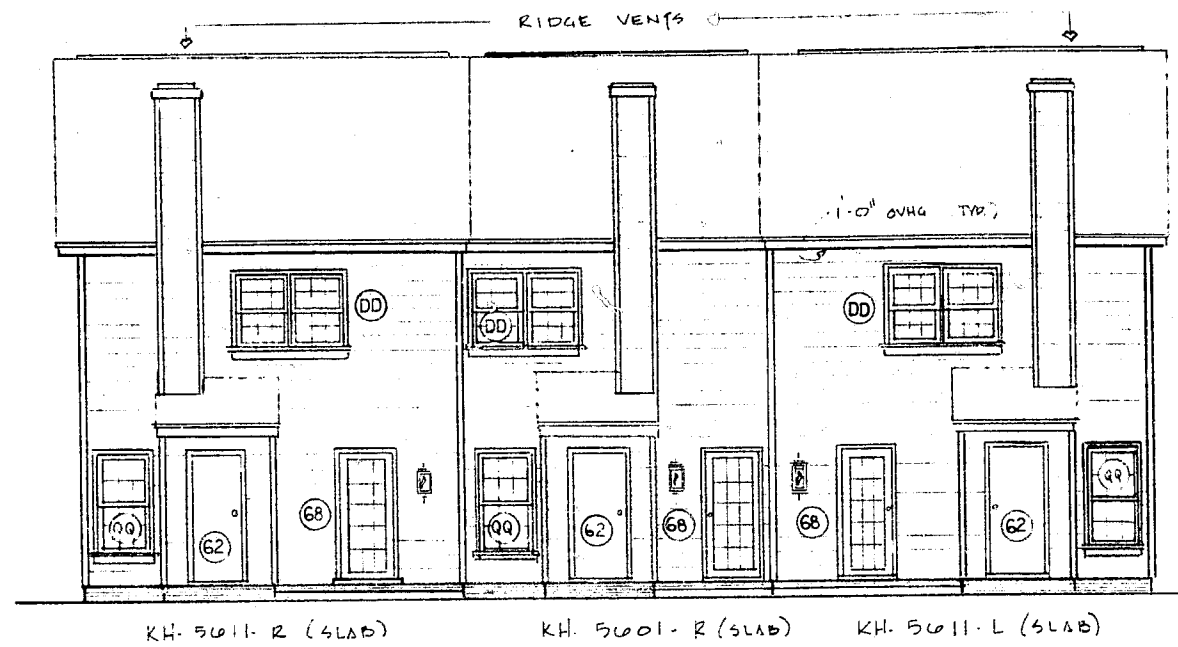 RIDGE VENTS
1'-0" OVHG TYP.
DD
DD
DD
QQ
62
68
QQ
62
68
68
62
QQ
KH- 5611- R (SLAB)
KH. 5601- R (SLAB)
KH- 5611- L (SLAB)